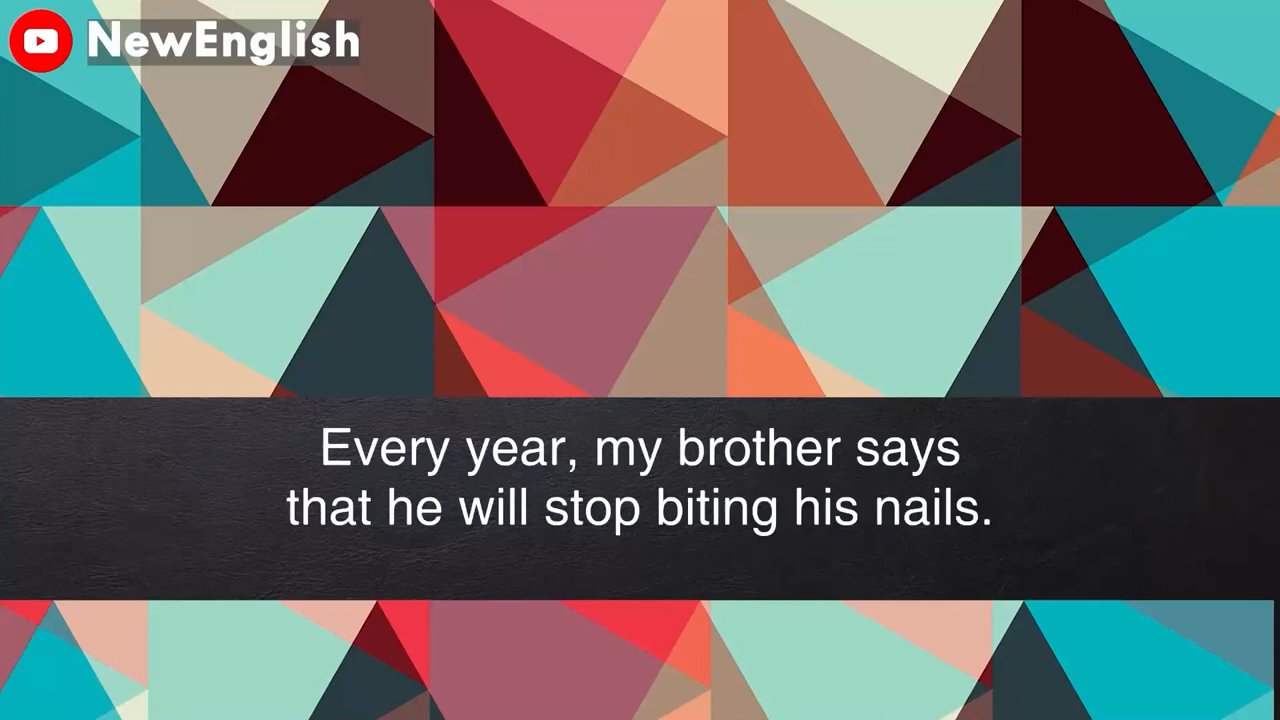 NewEnglish
Every year, my brother says
that he will stop biting his nails.